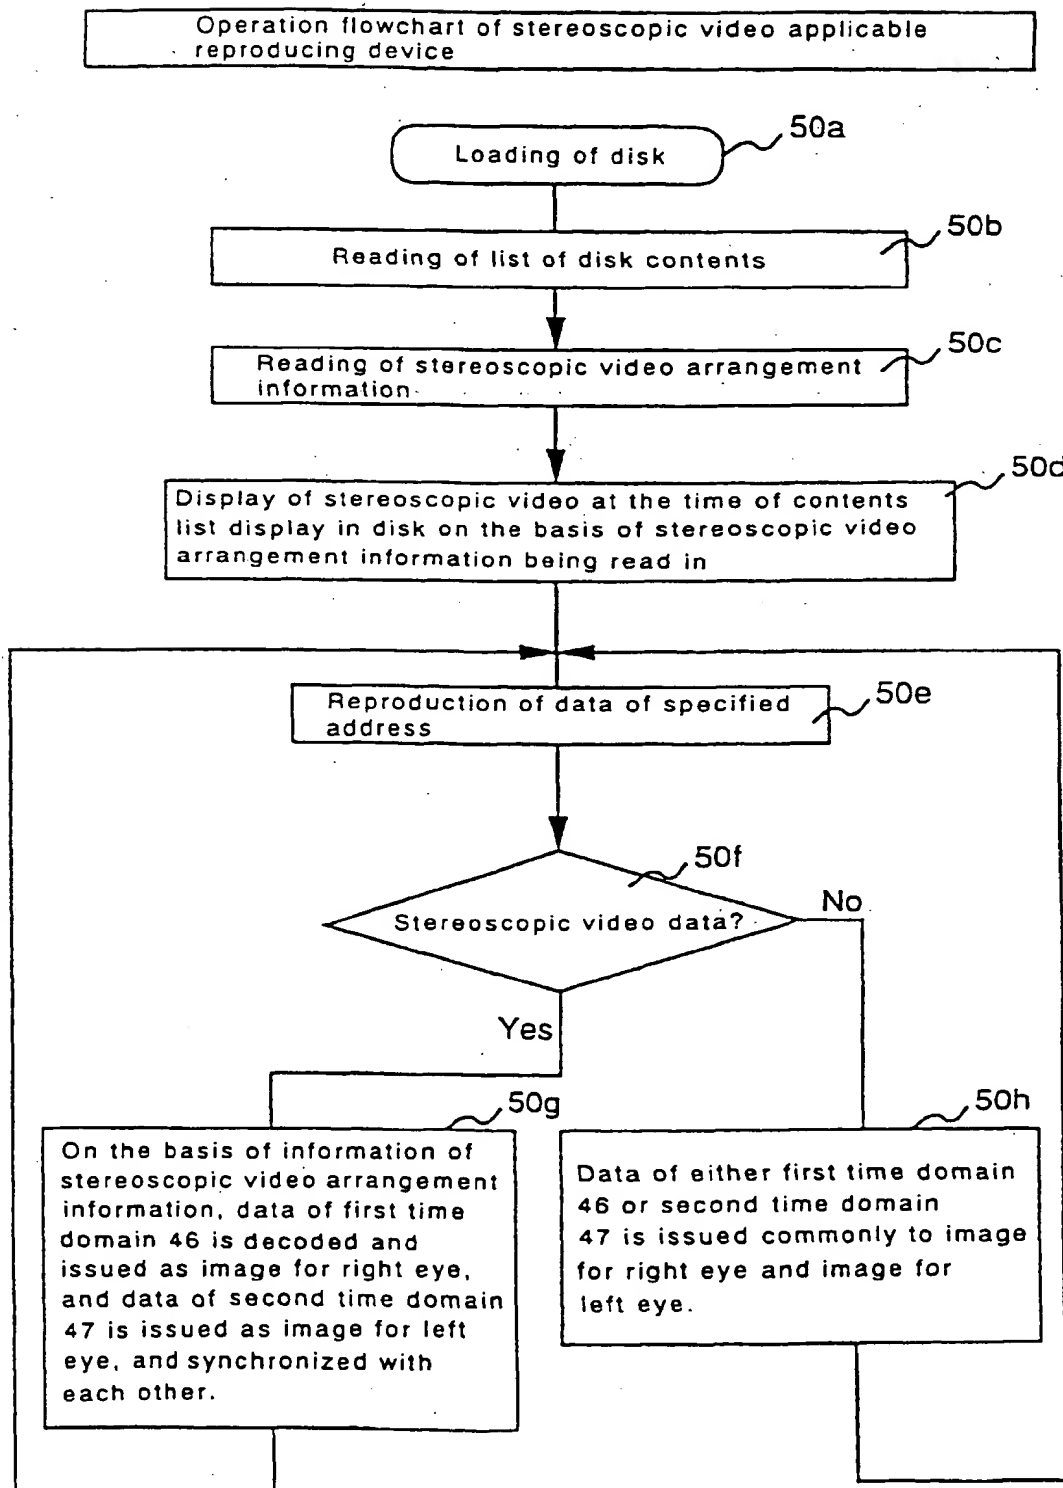 Operation flowchart of stereoscopic video applicable
reproducing device
50a
Loading of disk
50b
Reading of list of disk contents
50c
Reading of stereoscopic video arrangement
information
50d
Display of stereoscopic video at the time of contents
list display in disk on the basis of stereoscopic video
arrangement information being read in
50e
Reproduction of data of specified
address
50f
Stereoscopic video data?
No
Yes
50g
On the basis of information of
stereoscopic video arrangement
information, data of first time
domain 46 is decoded and
issued as image for right eye,
and data of second time domain
47 is issued as image for left
eye, and synchronized with
each other.
50h
Data of either first time domain
46 or second time domain
47 is issued commonly to image
for right eye and image for
left eye.